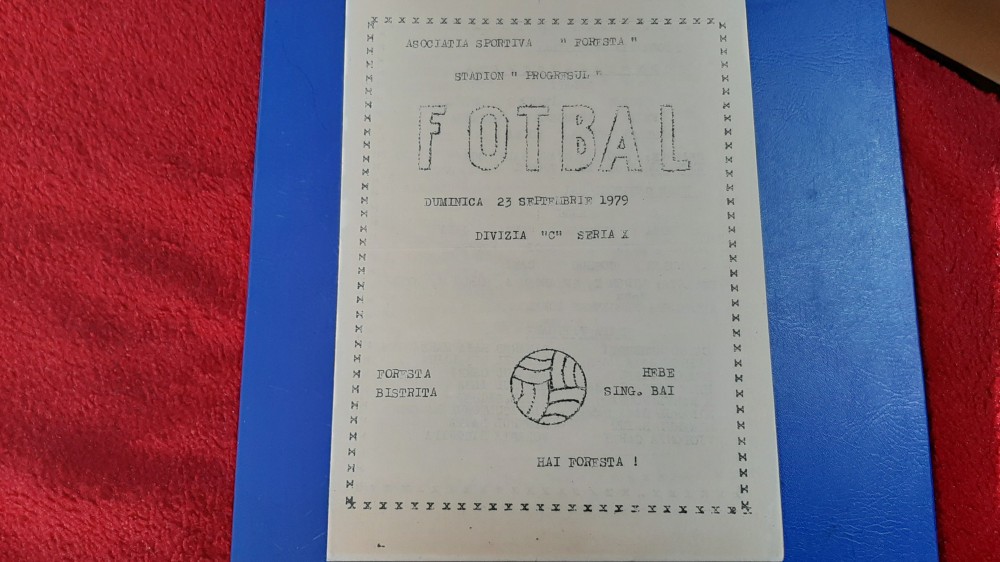 ASOCIATIA SPORTIVA " FORESTA "
STADION " PROGRESUL "
FOTBAL
DUMINICA 23 SEPTEMBRIE 1979
DIVIZIA "C" SERIA X
FORESTA
BISTRITA
HEBE
SING. BAI
HAI FORESTA !